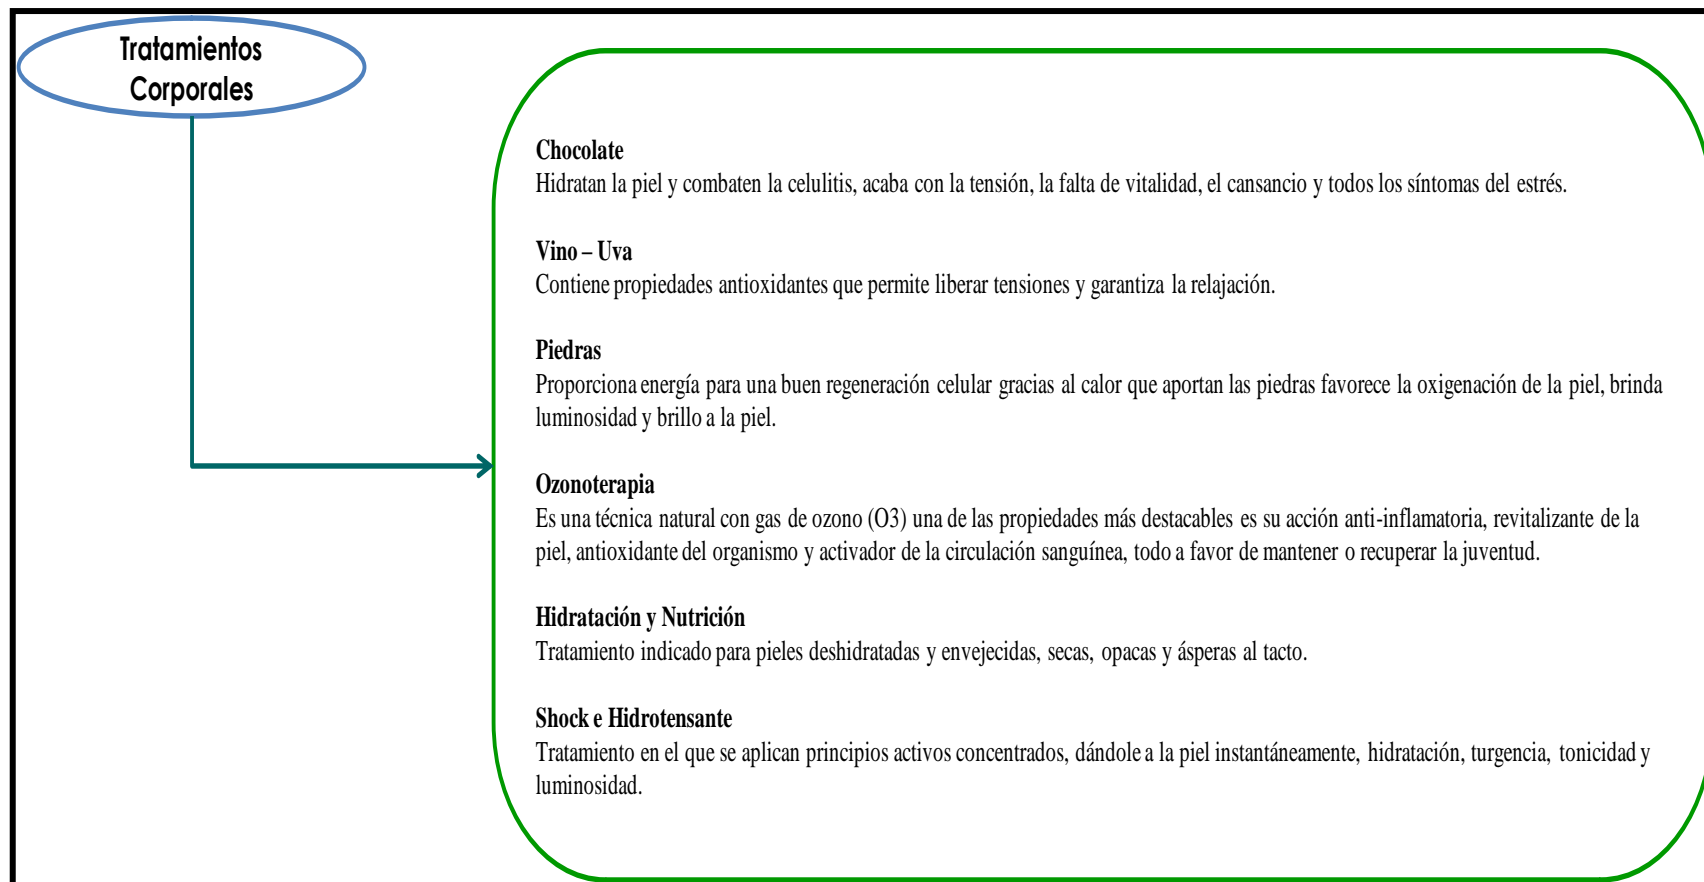 Tratamientos
Corporales
Chocolate
Hidratan la piel y combaten la celulitis, acaba con la tensión, la falta de vitalidad, el cansancio y todos los síntomas del estrés.
Vino – Uva
Contiene propiedades antioxidantes que permite liberar tensiones y garantiza la relajación.
Piedras
Proporciona energía para una buen regeneración celular gracias al calor que aportan las piedras favorece la oxigenación de la piel, brinda
luminosidad y brillo a la piel.
Ozonoterapia
Es una técnica natural con gas de ozono (O3) una de las propiedades más destacables es su acción anti-inflamatoria, revitalizante de la
piel, antioxidante del organismo y activador de la circulación sanguínea, todo a favor de mantener o recuperar la juventud.
Hidratación y Nutrición
Tratamiento indicado para pieles deshidratadas y envejecidas, secas, opacas y ásperas al tacto.
Shock e Hidrotensante
Tratamiento en el que se aplican principios activos concentrados, dándole a la piel instantáneamente, hidratación, turgencia, tonicidad y
luminosidad.